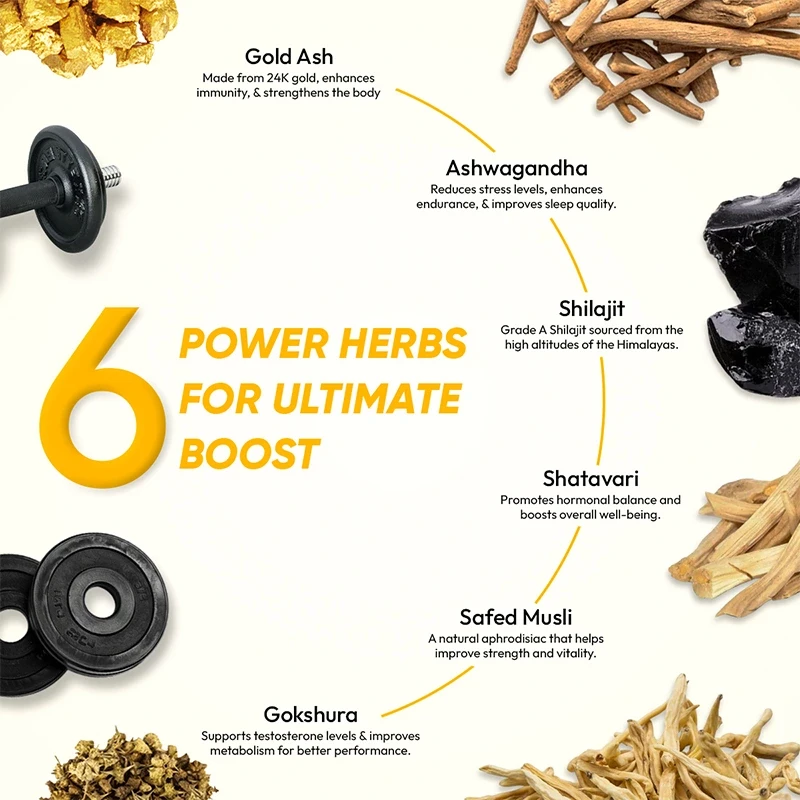 Gold Ash
Made from 24K gold, enhances
immunity, & strengthens the body
Ashwagandha
Reduces stress levels, enhances
endurance, & improves sleep quality.
Shilajit
Grade A Shilajit sourced from the
high altitudes of the Himalayas.
6
POWER HERBS
FOR ULTIMATE
BOOST
Shatavari
Promotes hormonal balance and
boosts overall well-being.
Safed Musli
A natural aphrodisiac that helps
improve strength and vitality.
Gokshura
Supports testosterone levels & improves
metabolism for better performance.